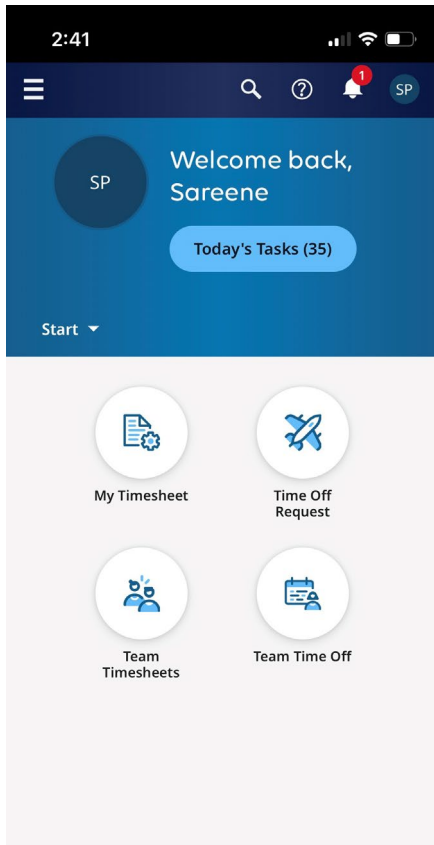 2:41
1
SP
SP
Welcome back,
Sareene
Today's Tasks (35)
Start
My Timesheet
Time Off
Request
Team
Timesheets
Team Time Off